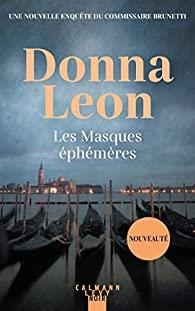 UNE NOUVELLE ENQUÊTE DU COMMISSAIRE BRUNETTI
Donna
Leon
Les Masques
éphémères
NOUVEAUTÉ
CALMANN
LEVY
NOIR